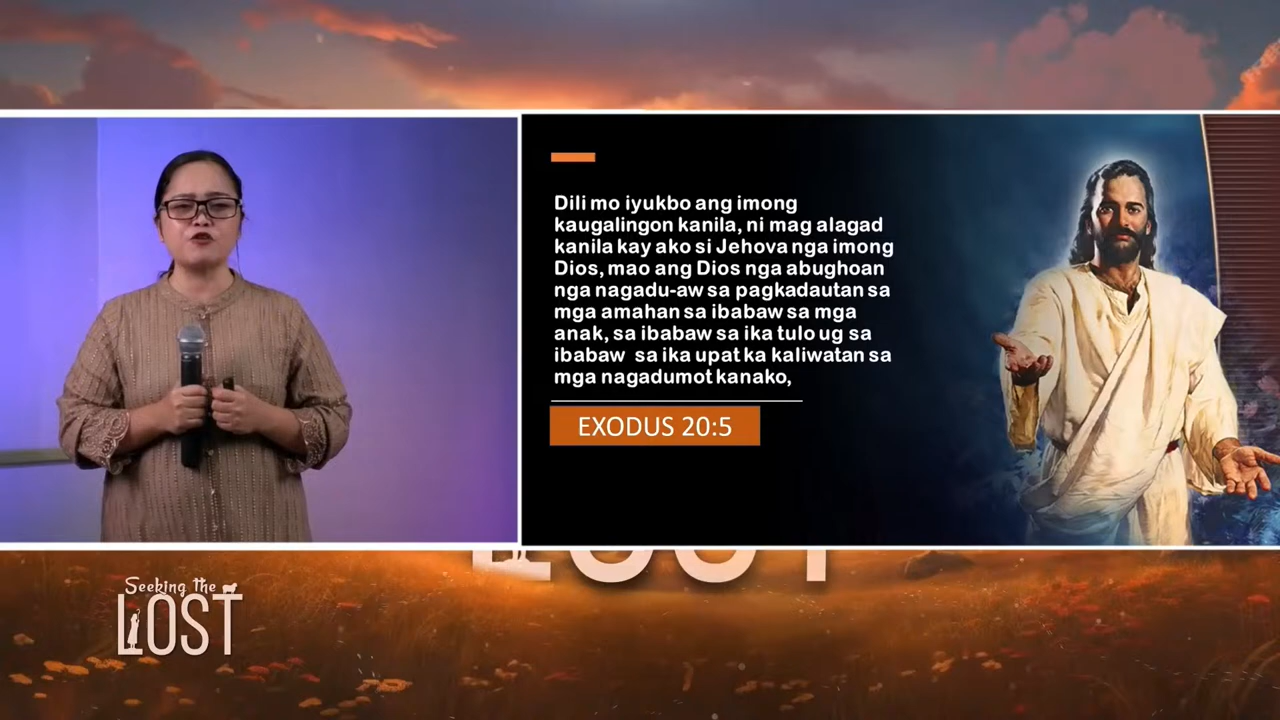 Dili mo iyukbo ang imong
kaugalingon kanila, ni mag alagad
kanila kay ako si Jehova nga imong
Dios, mao ang Dios nga abughoan
nga nagadu-aw sa pagkadautan sa
mga amahan sa ibabaw sa mga
anak, sa ibabaw sa ika tulo ug sa
ibabaw  sa ika upat ka kaliwatan sa
mga nagadumot kanako,
EXODUS 20:5
LOST
Seeking the
LOST